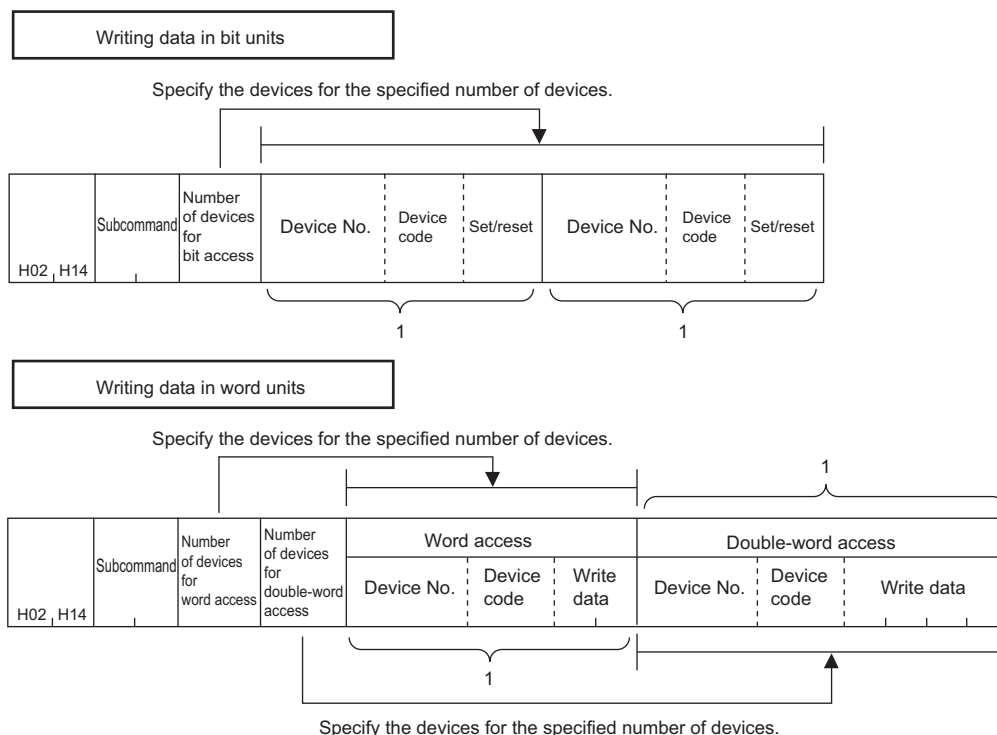 Writing data in bit units
Specify the devices for the specified number of devices.
Number
of devices
for
bit access
Subcommand
H02 H14
Device No.
Device
code
Set/reset
Device No.
Device
code
Set/reset
1
1
Writing data in word units
Specify the devices for the specified number of devices.
1
Number
of devices
for
word access
Number
of devices
for
double-word
access
Subcommand
H02 H14
Word access
Double-word access
Device No.
Device
code
Write
data
Device No.
Device
code
Write data
1
Specify the devices for the specified number of devices.